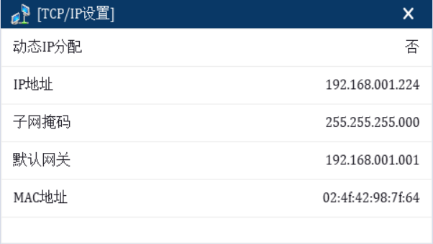 [TCP/IP设置]
动态IP分配 否
IP地址 192.168.001.224
子网掩码 255.255.255.000
默认网关 192.168.001.001
MAC地址 02:4f:42:98:7f:64